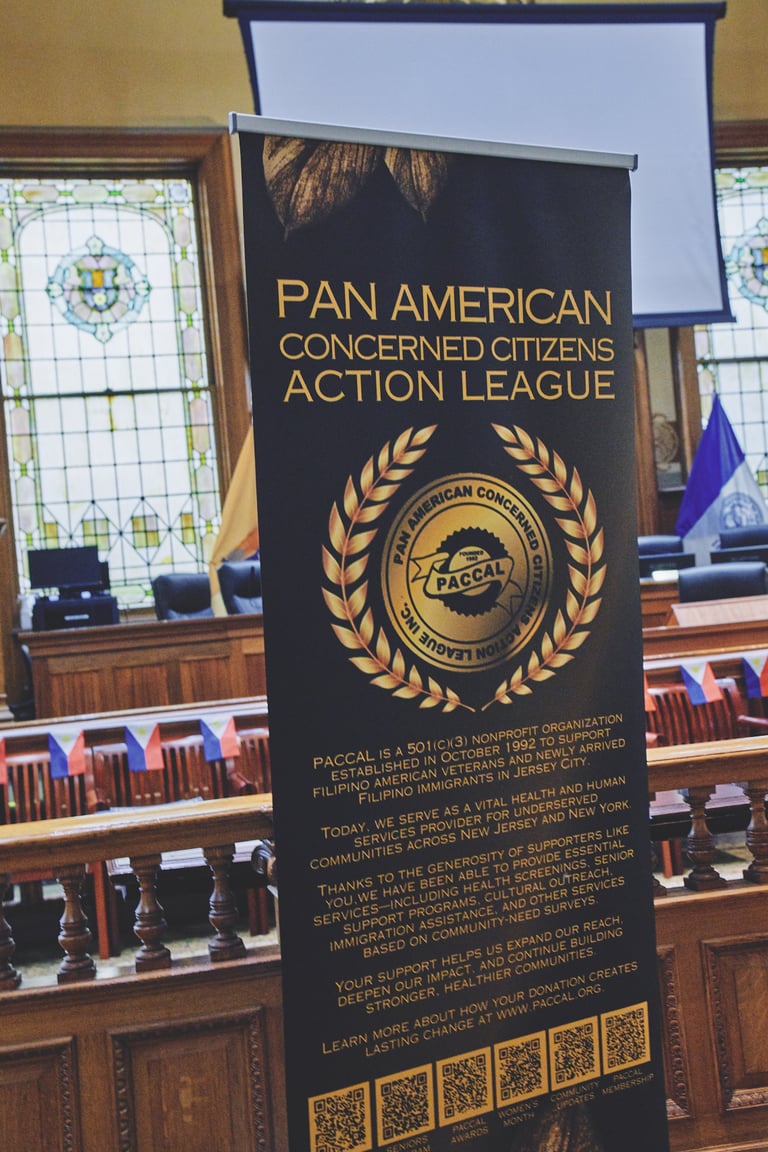 PAN AMERICAN
CONCERNED CITIZENS
ACTION LEAGUE
PAN AMERICAN CONCERNED CITIZENS ACTION LEAGUE INC.
FOUNDED
1992
PACCAL
PACCAL IS A 501(C)(3) NONPROFIT ORGANIZATION
ESTABLISHED IN OCTOBER 1992 TO SUPPORT
FILIPINO AMERICAN VETERANS AND NEWLY ARRIVED
FILIPINO IMMIGRANTS IN JERSEY CITY.
TODAY, WE SERVE AS A VITAL HEALTH AND HUMAN
SERVICES PROVIDER FOR UNDERSERVED
COMMUNITIES ACROSS NEW JERSEY AND NEW YORK.
THANKS TO THE GENEROSITY OF SUPPORTERS LIKE
YOU, WE HAVE BEEN ABLE TO PROVIDE ESSENTIAL
SERVICES—INCLUDING HEALTH SCREENINGS, SENIOR
SUPPORT PROGRAMS, CULTURAL OUTREACH,
IMMIGRATION ASSISTANCE, AND OTHER SERVICES
BASED ON COMMUNITY-NEED SURVEYS.
YOUR SUPPORT HELPS US EXPAND OUR REACH,
DEEPEN OUR IMPACT, AND CONTINUE BUILDING
STRONGER, HEALTHIER COMMUNITIES.
LEARN MORE ABOUT HOW YOUR DONATION CREATES
LASTING CHANGE AT WWW.PACCAL.ORG.
SENIORS
PACCAL
AWARDS
WOMEN'S
MONTH
COMMUNITY
UPDATES
PACCAL
MEMBERSHIP